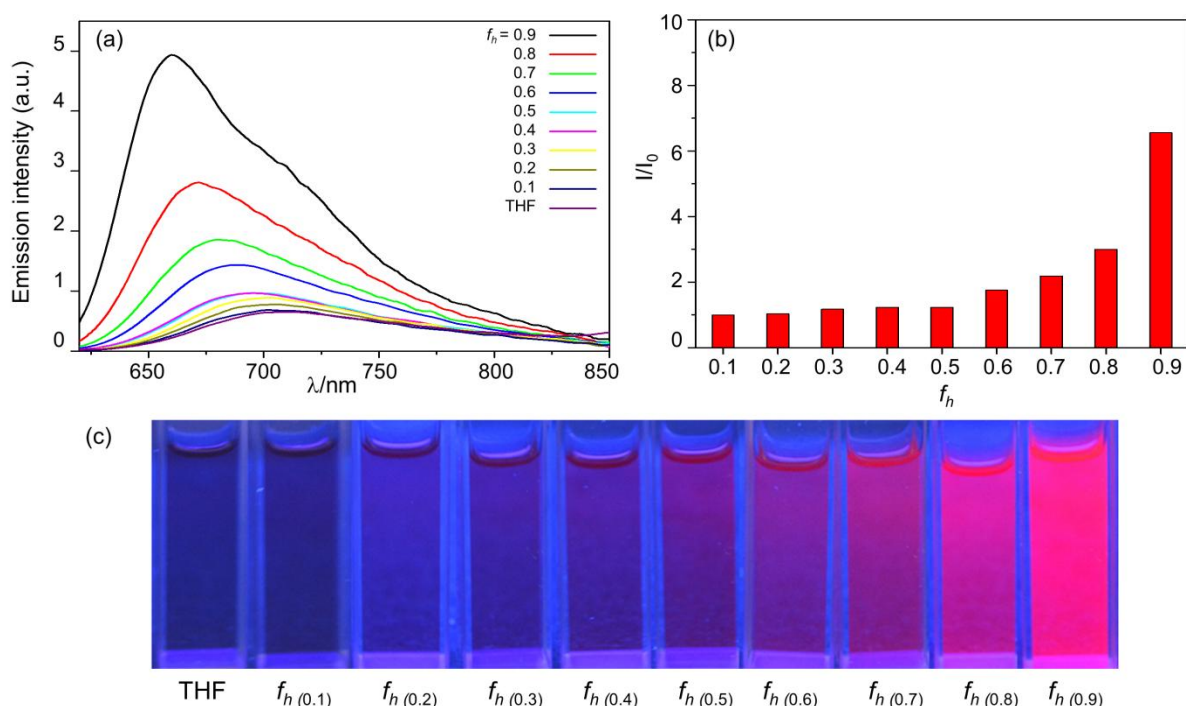 (a)
Emission intensity (a.u.)
5
4
3
2
1
0
650
700
750
800
850
λ/nm
f_h = 0.9
0.8
0.7
0.6
0.5
0.4
0.3
0.2
0.1
THF
(b)
I/I₀
10
8
6
4
2
0
0.1 0.2 0.3 0.4 0.5 0.6 0.7 0.8 0.9
f_h
(c)
THF f_h (0.1) f_h (0.2) f_h (0.3) f_h (0.4) f_h (0.5) f_h (0.6) f_h (0.7) f_h (0.8) f_h (0.9)